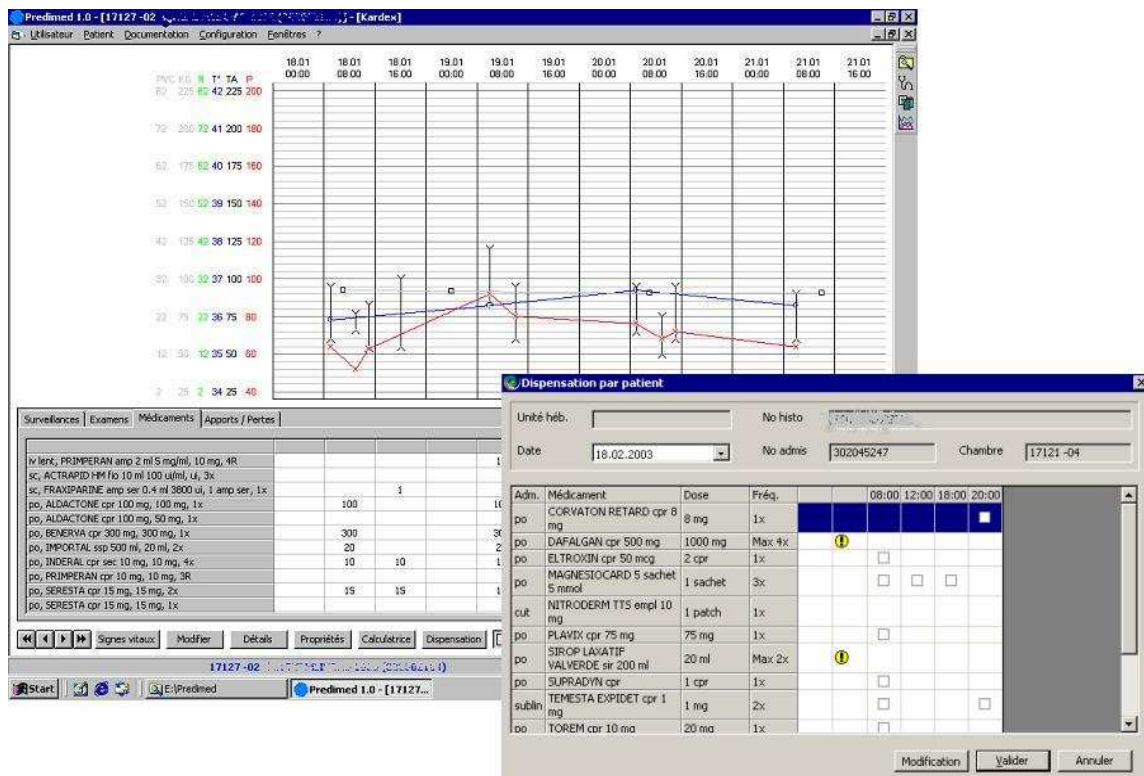 Predimed 1.0 - [17127 -02 - [Kardex]
Utilisateur Patient Documentation Configuration Fenêtres ?
18.01 18.01 18.01 19.01 19.01 19.01 20.01 20.01 20.01 21.01 21.01 21.01
00:00 08:00 16:00 00:00 08:00 16:00 00:00 08:00 16:00 00:00 08:00 16:00
PVC KG R T° TA P
82 225 82 42 225 200
72 200 72 41 200 180
62 175 62 40 175 160
52 150 52 39 150 140
42 125 42 38 125 120
32 100 32 37 100 100
22 75 22 36 75 80
12 50 12 35 50 60
2 25 2 34 25 40
Surveillances Examens Médicaments Apports / Pertes
iv lent, PRIMPERAN amp 2 ml 5 mg/ml, 10 mg, 4R
sc, ACTRAPID HM fio 10 ml 100 ui/ml, ui, 3x
sc, FRAXIPARINE amp ser 0.4 ml 3800 ui, 1 amp ser, 1x 1
po, ALDACTONE cpr 100 mg, 100 mg, 1x 100
po, ALDACTONE cpr 100 mg, 50 mg, 1x
po, BENERVA cpr 300 mg, 300 mg, 1x 300
po, IMPORTAL ssp 500 ml, 20 ml, 2x 20
po, INDERAL cpr sec 10 mg, 10 mg, 4x 10 10
po, PRIMPERAN cpr 10 mg, 10 mg, 3R
po, SERESTA cpr 15 mg, 15 mg, 2x 15 15
po, SERESTA cpr 15 mg, 15 mg, 1x
Signes vitaux Modifier Détails Propriétés Calculatrice Dispensation
17127-02
Start E:\Predimed Predimed 1.0 - [17127...
Dispensation par patient
Unité héb. No histo
Date 18.02.2003 No admis 302045247 Chambre 17121 -04
Adm. Médicament Dose Fréq. 08:00 12:00 18:00 20:00
po CORVATON RETARD cpr 8 mg 8 mg 1x
po DAFALGAN cpr 500 mg 1000 mg Max 4x
po ELTROXIN cpr 50 mcg 2 cpr 1x
po MAGNESIOCARD 5 sachet 5 mmol 1 sachet 3x
cut NITRODERM TTS empl 10 mg 1 patch 1x
po PLAVIX cpr 75 mg 75 mg 1x
po SIROP LAXATIF VALVERDE sir 200 ml 20 ml Max 2x
po SUPRADYN cpr 1 cpr 1x
sublin TEMESTA EXPIDET cpr 1 mg 1 mg 2x
po TOREM cpr 10 mg 20 mg 1x
Modification Valider Annuler